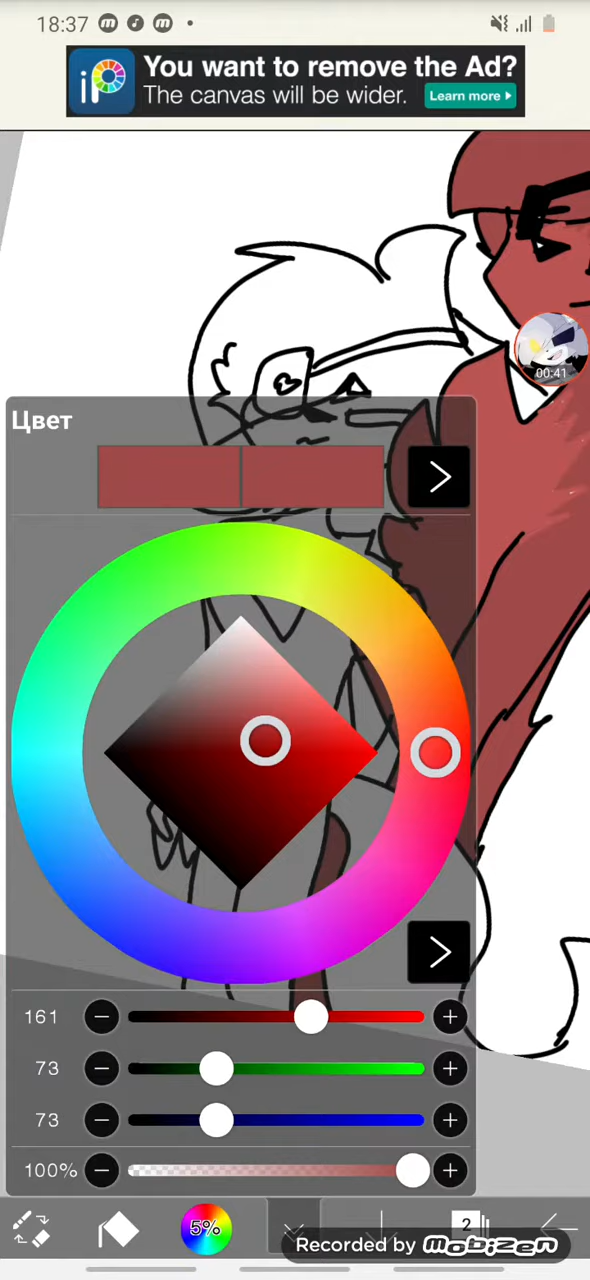 18:37
You want to remove the Ad?
The canvas will be wider.
Learn more
iP
00:41
Цвет
161
73
73
100%
5%
2
Recorded by mobizen